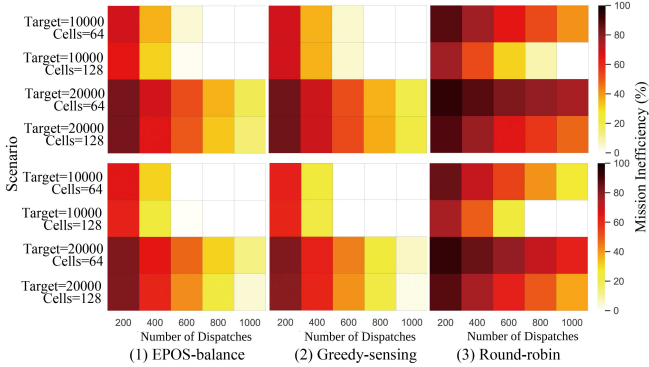 Target=10000
Cells=64
Target=10000
Cells=128
Target=20000
Cells=64
Target=20000
Cells=128
Target=10000
Cells=64
Target=10000
Cells=128
Target=20000
Cells=64
Target=20000
Cells=128
Scenario
200 400 600 800 1000
200 400 600 800 1000
200 400 600 800 1000
Number of Dispatches
Number of Dispatches
Number of Dispatches
(1) EPOS-balance
(2) Greedy-sensing
(3) Round-robin
100
80
60
40
20
0
100
80
60
40
20
0
Mission Inefficiency (%)